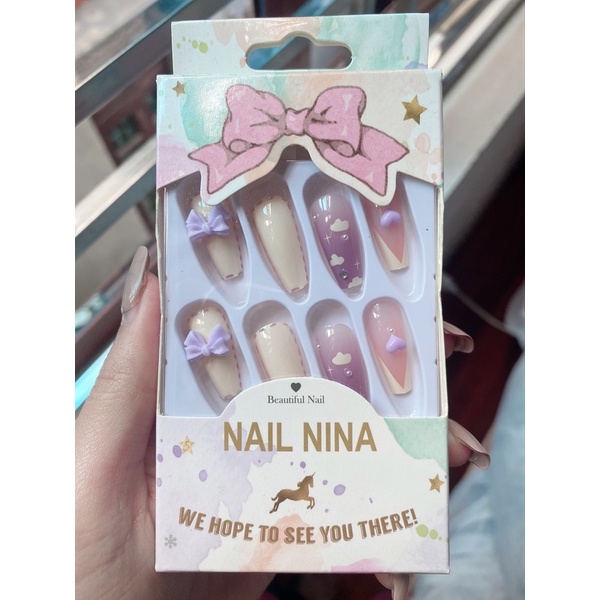 Beautiful Nail
NAIL NINA
WE HOPE TO SEE YOU THERE!